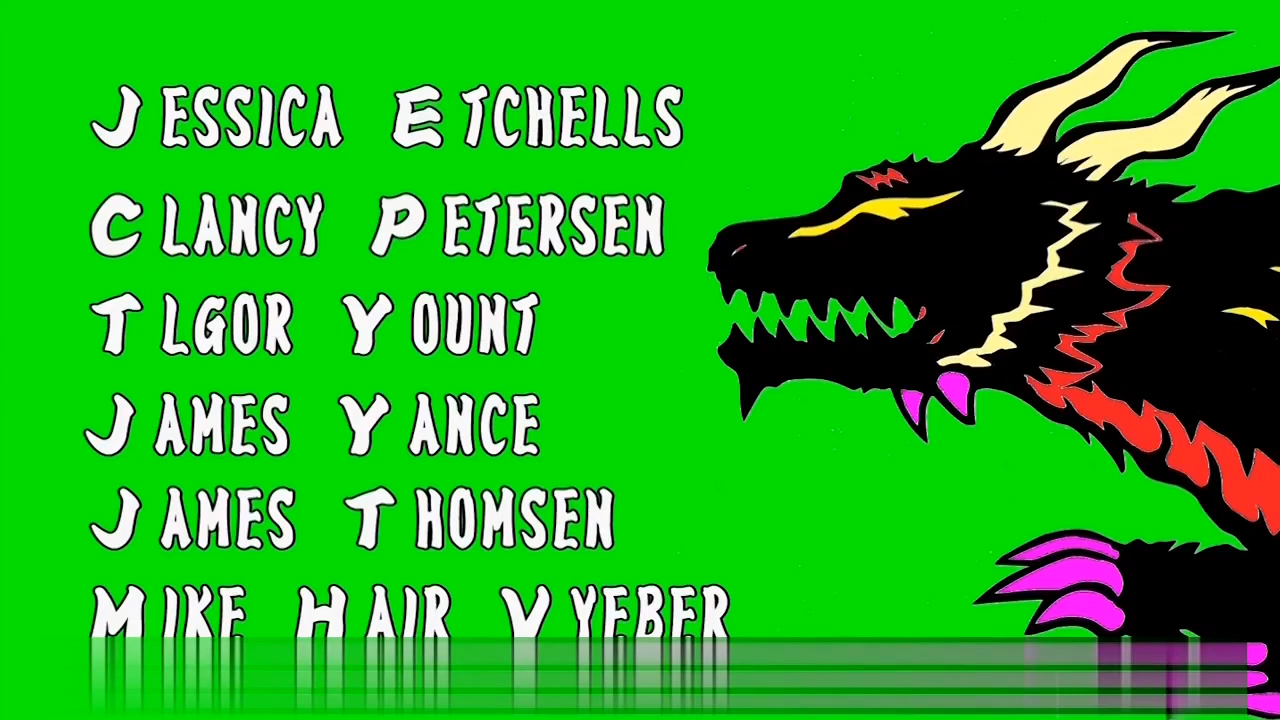 JESSICA ETCHELLS
CLANCY PETERSEN
TLGOR YOUNT
JAMES YANCE
JAMES THOMSEN
MIKE HAIR VYEBER